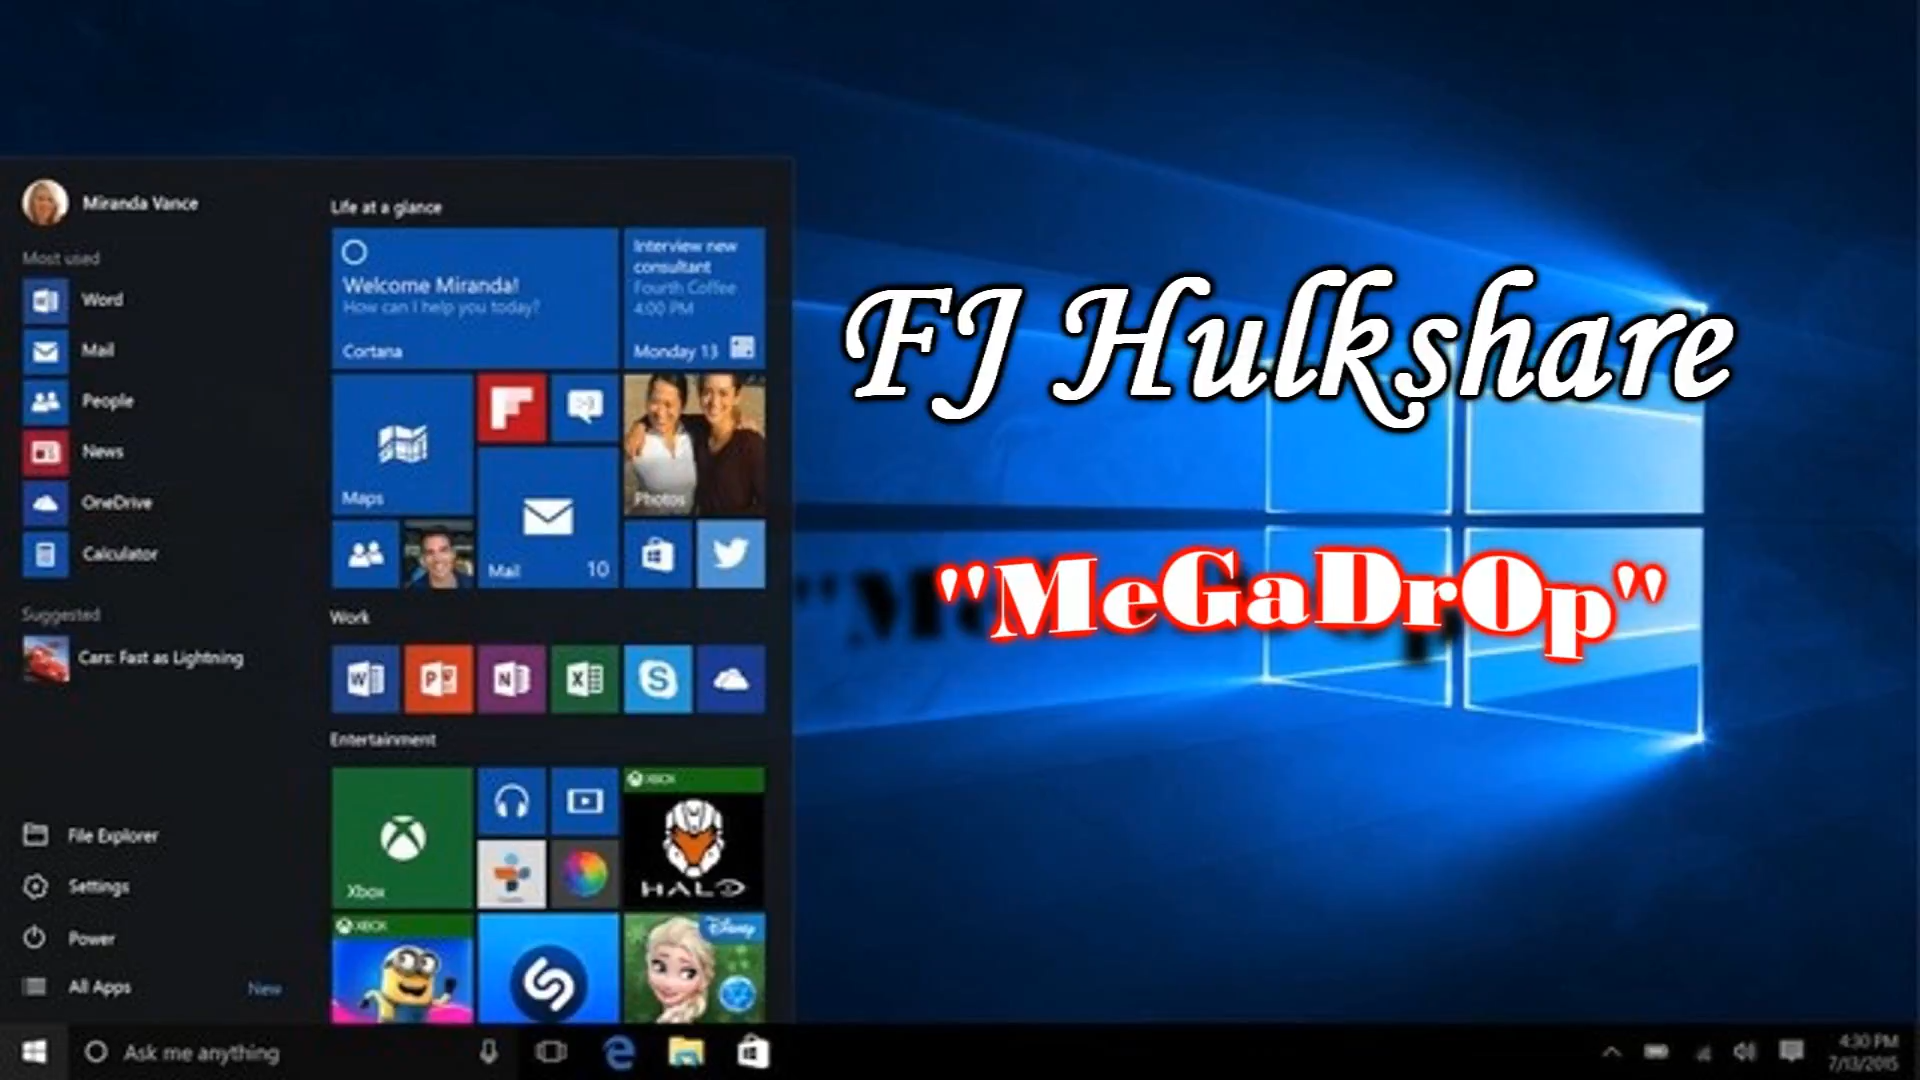 Miranda Vance
Most used
Word
Mail
People
News
OneDrive
Calculator
Suggested
Cars: Fast as Lightning
File Explorer
Settings
Power
All Apps
New
Life at a glance
Welcome Miranda!
How can I help you today?
Cortana
Interview new
consultant
Fourth Coffee
4:00 PM
Monday 13
Maps
Photos
Mail 10
Work
Entertainment
Xbox
XBOX
HALO
XBOX
Disney
FJ Hulkshare
"MeGaDrOp"
Ask me anything
4:30 PM
7/13/2015